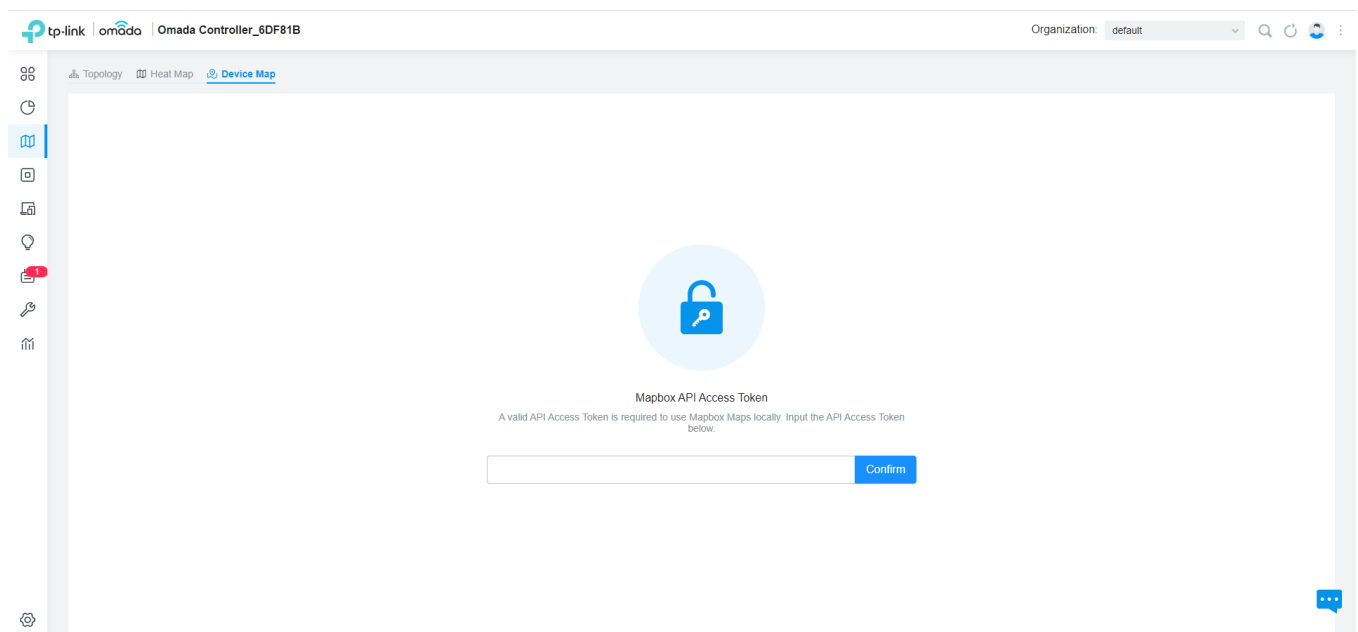 tp-link omada Omada Controller_6DF81B Organization: default
Topology Heat Map Device Map
1
Mapbox API Access Token
A valid API Access Token is required to use Mapbox Maps locally. Input the API Access Token
below.
Confirm